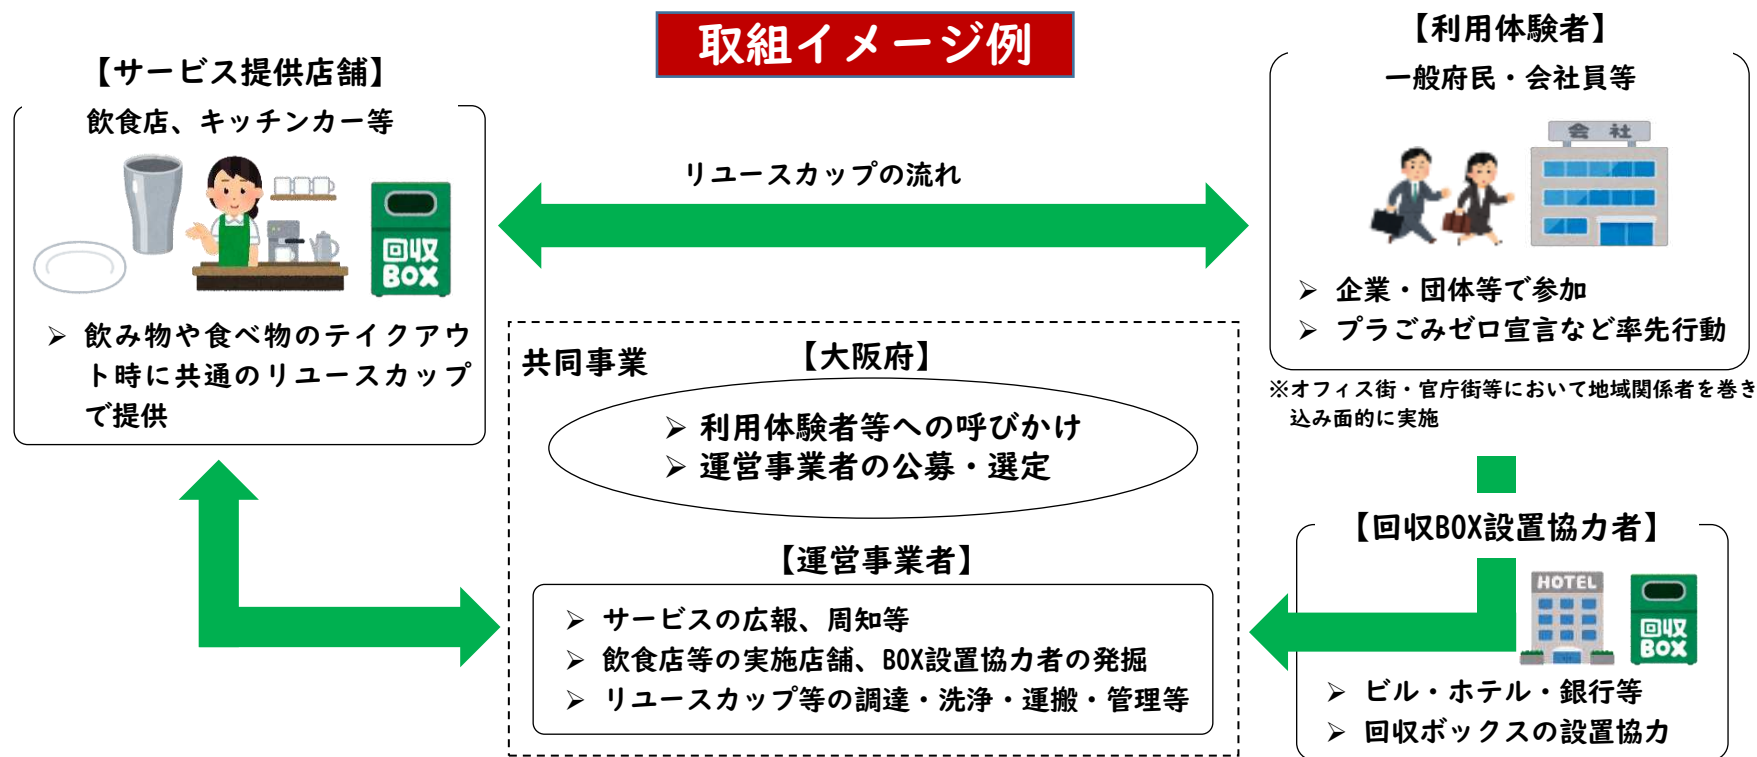 取組イメージ例
【サービス提供店舗】
飲食店、キッチンカー等
回収
BOX
➢ 飲み物や食べ物のテイクアウ
ト時に共通のリユースカップ
で提供
リユースカップの流れ
【利用体験者】
一般府民・会社員等
会 社
➢ 企業・団体等で参加
➢ プラごみゼロ宣言など率先行動
※オフィス街・官庁街等において地域関係者を巻き
込み面的に実施
共同事業
【大阪府】
➢ 利用体験者等への呼びかけ
➢ 運営事業者の公募・選定
【運営事業者】
➢ サービスの広報、周知等
➢ 飲食店等の実施店舗、BOX設置協力者の発掘
➢ リユースカップ等の調達・洗浄・運搬・管理等
【回収BOX設置協力者】
HOTEL
回収
BOX
➢ ビル・ホテル・銀行等
➢ 回収ボックスの設置協力